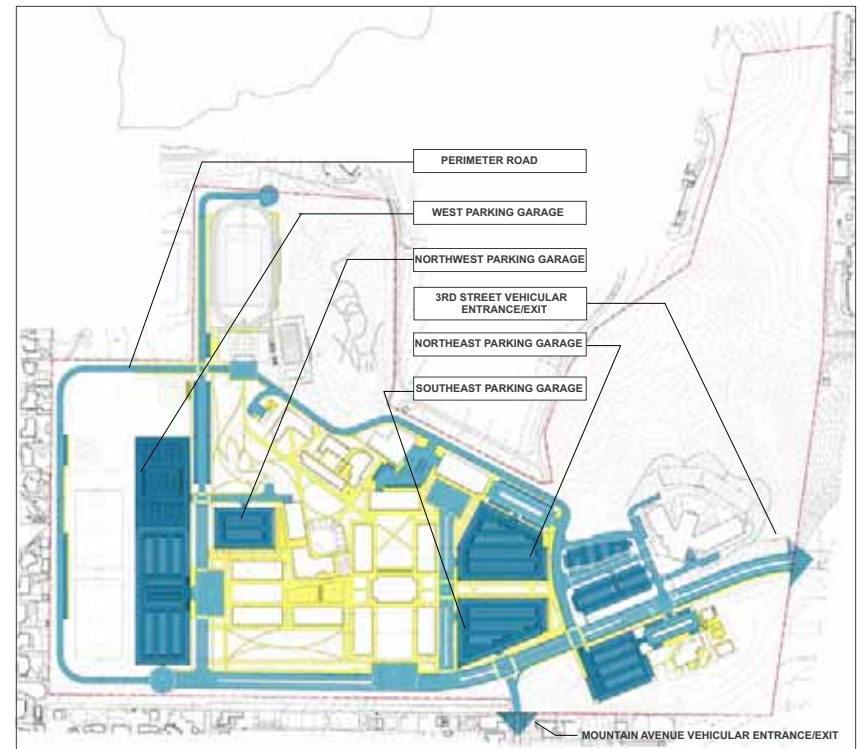 PERIMETER ROAD
WEST PARKING GARAGE
NORTHWEST PARKING GARAGE
3RD STREET VEHICULAR
ENTRANCE/EXIT
NORTHEAST PARKING GARAGE
SOUTHEAST PARKING GARAGE
MOUNTAIN AVENUE VEHICULAR ENTRANCE/EXIT